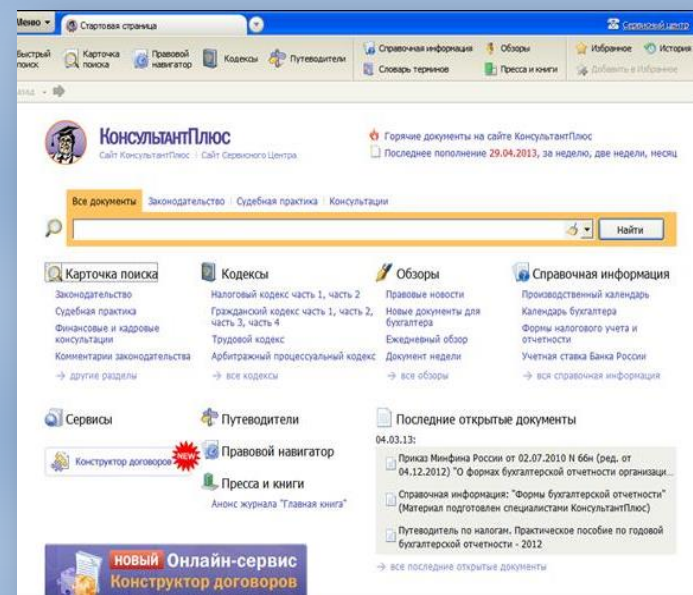 Меню
Стартовая страница
Сервисный центр
Быстрый поиск
Карточка поиска
Правовой навигатор
Кодексы
Путеводители
Справочная информация
Словарь терминов
Обзоры
Пресса и книги
Избранное
История
Добавить в Избранное
КонсультантПлюс
Сайт КонсультантПлюс | Сайт Сервисного Центра
Горячие документы на сайте КонсультантПлюс
Последнее пополнение 29.04.2013, за неделю, две недели, месяц
Все документы Законодательство | Судебная практика | Консультации
Найти
Карточка поиска
Законодательство
Судебная практика
Финансовые и кадровые
консультации
Комментарии законодательства
→ другие разделы
Кодексы
Налоговый кодекс часть 1, часть 2
Гражданский кодекс часть 1, часть 2,
часть 3, часть 4
Трудовой кодекс
Арбитражный процессуальный кодекс
→ все кодексы
Обзоры
Правовые новости
Новые документы для
бухгалтера
Ежедневный обзор
Документ недели
→ все обзоры
Справочная информация
Производственный календарь
Календарь бухгалтера
Формы налогового учета и
отчетности
Учетная ставка Банка России
→ вся справочная информация
Сервисы
Конструктор договоров
NEW
Путеводители
Правовой навигатор
Пресса и книги
Анонс журнала "Главная книга"
Последние открытые документы
04.03.13:
Приказ Минфина России от 02.07.2010 N 66н (ред. от
04.12.2012) "О формах бухгалтерской отчетности организаци...
Справочная информация: "Формы бухгалтерской отчетности"
(Материал подготовлен специалистами КонсультантПлюс)
Путеводитель по налогам. Практическое пособие по годовой
бухгалтерской отчетности - 2012
→ все последние открытые документы
НОВЫЙ Онлайн-сервис
Конструктор договоров